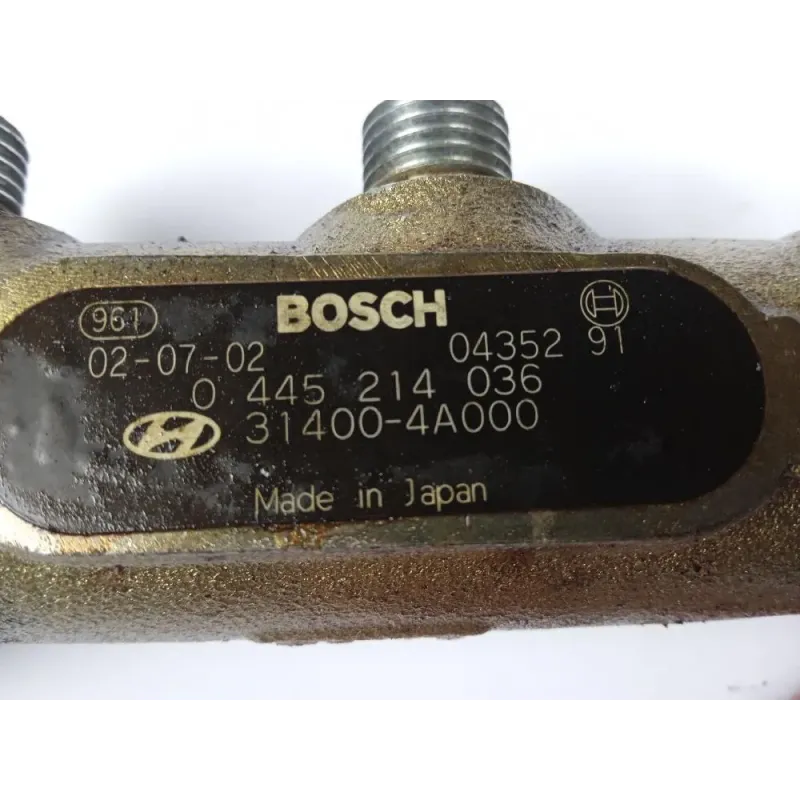 961
BOSCH
02-07-02 04352 91
0 445 214 036
31400-4A000
Made in Japan